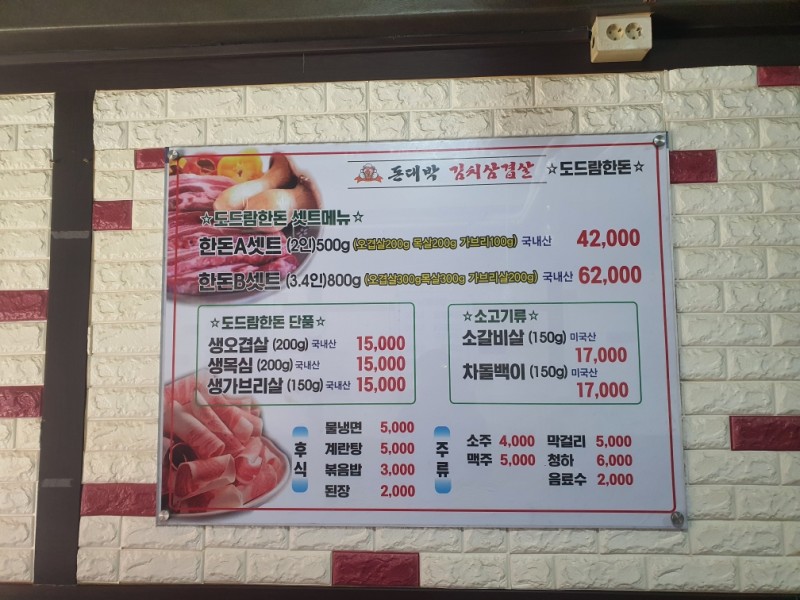 돈대박 김치삼겹살 ☆도드람한돈☆
☆도드람한돈 셋트메뉴☆
한돈A셋트 (2인)500g (오겹살200g 목살200g 가브리100g) 국내산 42,000
한돈B셋트 (3.4인)800g (오겹살300g목살300g 가브리살200g) 국내산 62,000
☆도드람한돈 단품☆
생오겹살 (200g) 국내산 15,000
생목심 (200g) 국내산 15,000
생가브리살 (150g) 국내산 15,000
☆소고기류☆
소갈비살 (150g) 미국산
17,000
차돌백이 (150g) 미국산
17,000
후식
물냉면 5,000
계란탕 5,000
볶음밥 3,000
된장 2,000
주류
소주 4,000 막걸리 5,000
맥주 5,000 청하 6,000
음료수 2,000